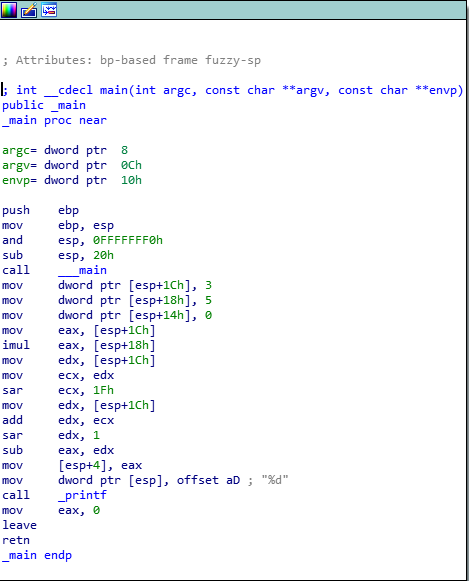 ; Attributes: bp-based frame fuzzy-sp
; int __cdecl main(int argc, const char **argv, const char **envp)
public _main
_main proc near
argc= dword ptr  8
argv= dword ptr  0Ch
envp= dword ptr  10h
push    ebp
mov     ebp, esp
and     esp, 0FFFFFFF0h
sub     esp, 20h
call    ___main
mov     dword ptr [esp+1Ch], 3
mov     dword ptr [esp+18h], 5
mov     dword ptr [esp+14h], 0
mov     eax, [esp+1Ch]
imul    eax, [esp+18h]
mov     edx, [esp+1Ch]
mov     ecx, edx
sar     ecx, 1Fh
mov     edx, [esp+1Ch]
add     edx, ecx
sar     edx, 1
sub     eax, edx
mov     [esp+4], eax
mov     dword ptr [esp], offset aD ; "%d"
call    _printf
mov     eax, 0
leave
retn
_main endp